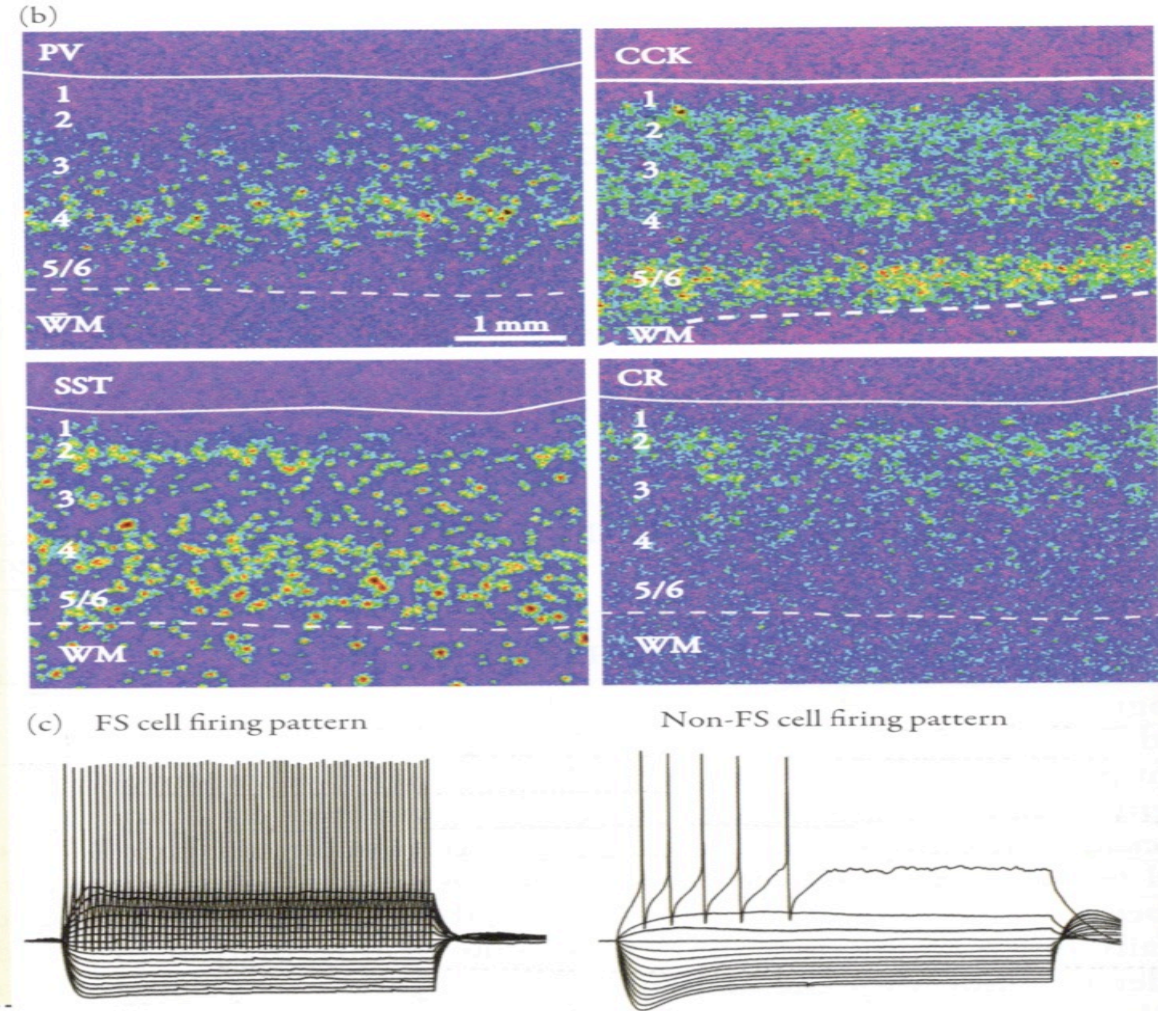 (b)
PV
1
2
3
4
5/6
WM
1 mm
CCK
1
2
3
4
5/6
WM
SST
1
2
3
4
5/6
WM
CR
1
2
3
4
5/6
WM
(c) FS cell firing pattern
Non-FS cell firing pattern